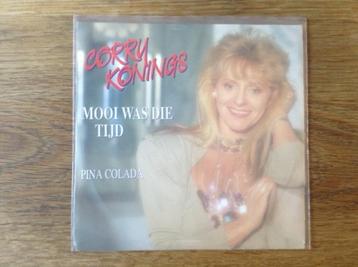 CORRY
KONINGS
MOOI WAS DIE
TIJD
PINA COLADA